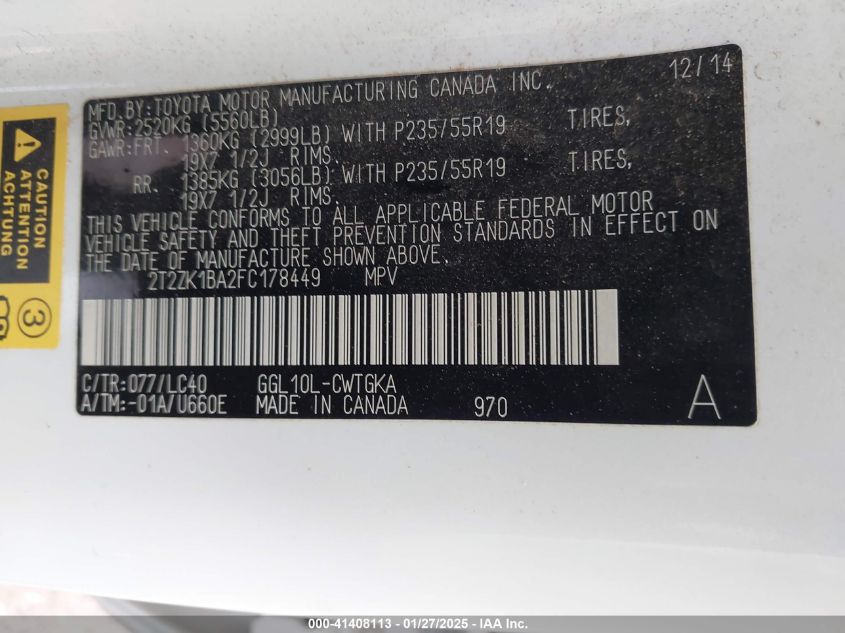 12/14
MFD.BY:TOYOTA MOTOR MANUFACTURING CANADA INC.
GVWR:2520KG (5560LB)
GAWR:FRT. 1360KG (2999LB) WITH P235/55R19 TIRES,
19X7 1/2J RIMS.
RR. 1385KG (3056LB) WITH P235/55R19 TIRES,
19X7 1/2J RIMS.
THIS VEHICLE CONFORMS TO ALL APPLICABLE FEDERAL MOTOR
VEHICLE SAFETY AND THEFT PREVENTION STANDARDS IN EFFECT ON
THE DATE OF MANUFACTURE SHOWN ABOVE.
2T2ZK1BA2FC178449 MPV
C/TR:077/LC40 GGL10L-CWTGKA
A/TM:-01A/U660E MADE IN CANADA 970 A
CAUTION
ATTENTION
ACHTUNG
3
000-41408113 - 01/27/2025 - IAA Inc.